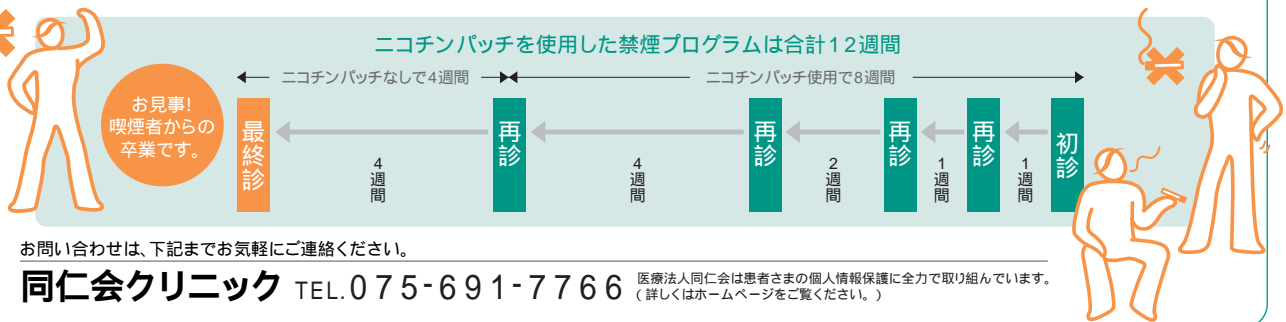 ニコチンパッチを使用した禁煙プログラムは合計12週間
ニコチンパッチなしで4週間
ニコチンパッチ使用で8週間
お見事!
喫煙者からの
卒業です。
初診
1週間
再診
1週間
再診
2週間
再診
4週間
再診
4週間
最終診
お問い合わせは、下記までお気軽にご連絡ください。
同仁会クリニック TEL.075-691-7766
医療法人同仁会は患者さまの個人情報保護に全力で取り組んでいます。
(詳しくはホームページをご覧ください。)